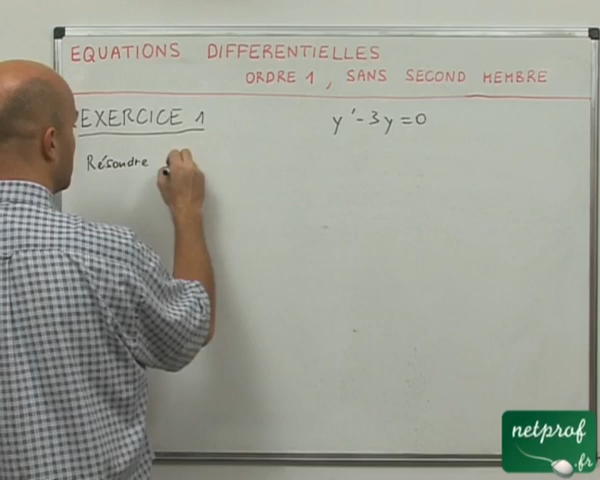 EQUATIONS DIFFERENTIELLES
ORDRE 1, SANS SECOND MEMBRE
EXERCICE 1
y' - 3y = 0
Résoudre
netprof
.fr